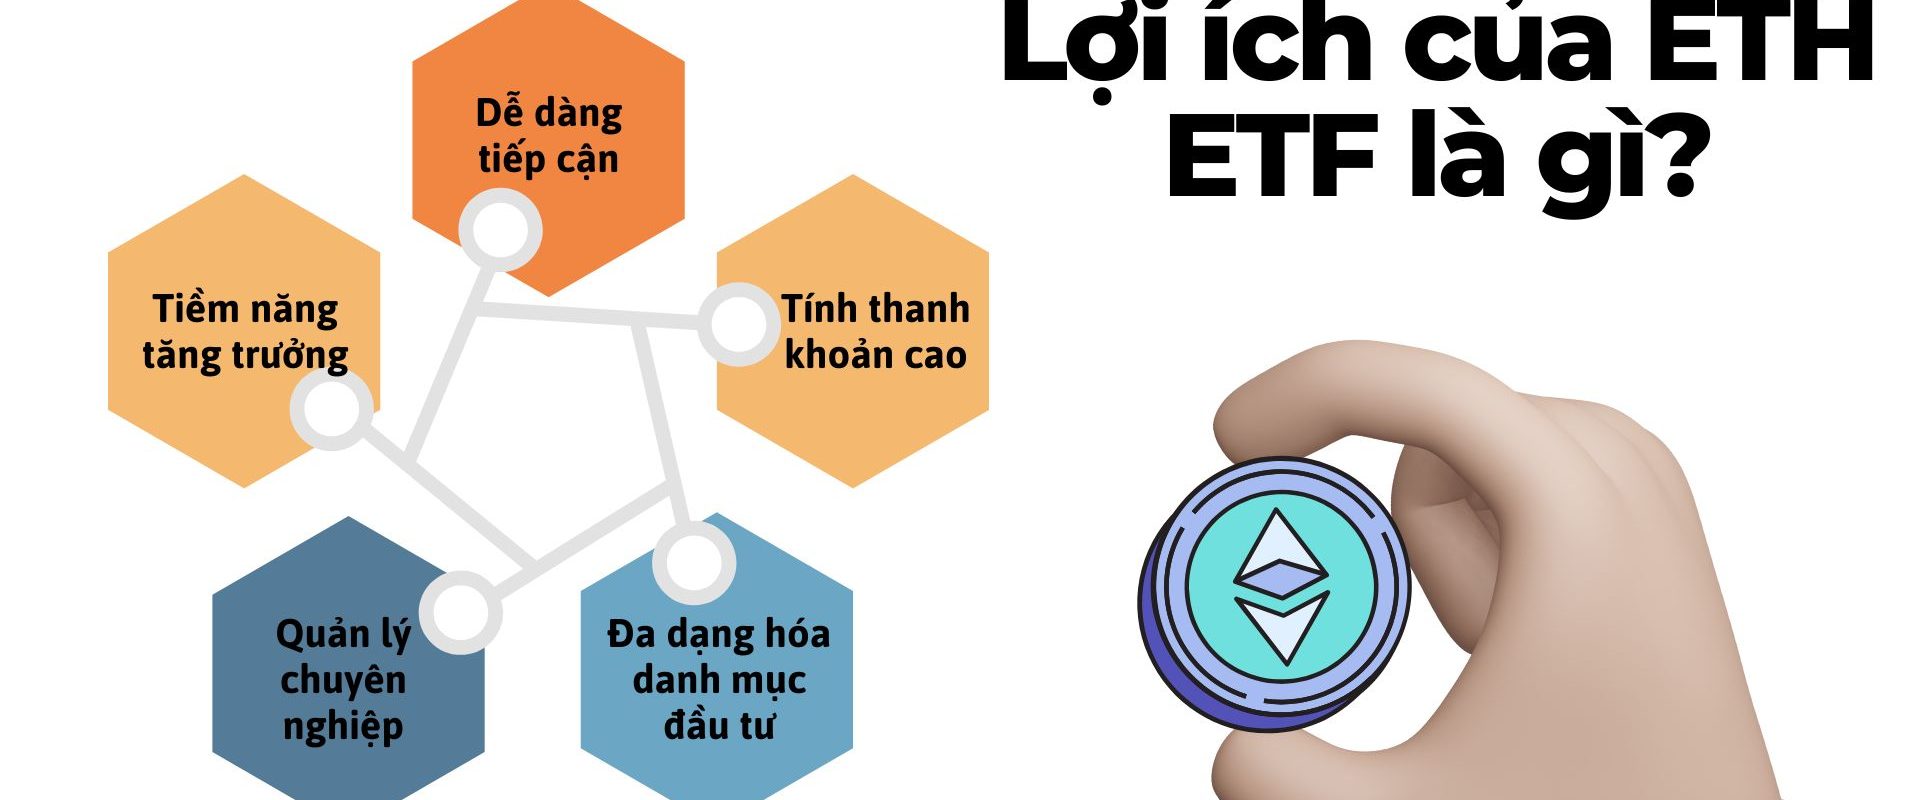 Lợi ích của ETH
ETF là gì?
Dễ dàng
tiếp cận
Tiềm năng
tăng trưởng
Tính thanh
khoản cao
Quản lý
chuyên
nghiệp
Đa dạng hóa
danh mục
đầu tư